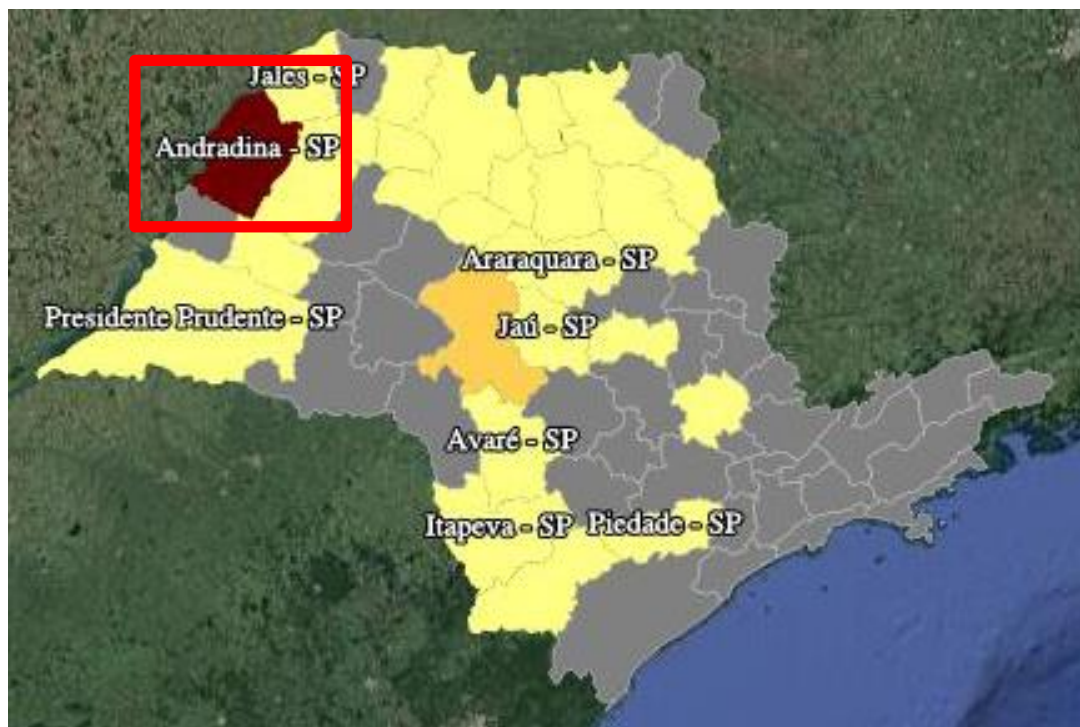 Jales - SP
Andradina - SP
Araraquara - SP
Presidente Prudente - SP
Jaú - SP
Avaré - SP
Itapeva - SP
Piedade - SP